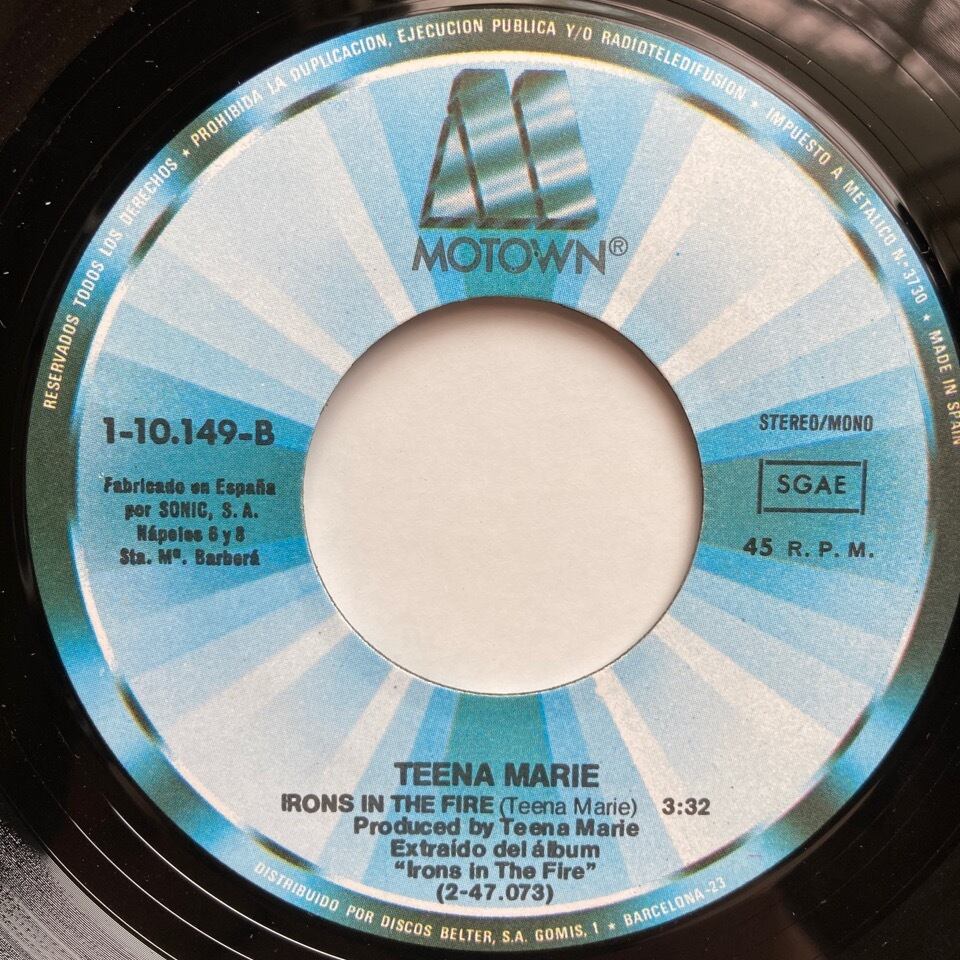 RESERVADOS TODOS LOS DERECHOS ★ PROHIBIDA LA DUPLICACION, EJECUCION PUBLICA Y/O RADIOTELEDIFUSION ★ IMPUESTO A METALICO N.º 3730 ★ MADE IN SPAIN
MOTOWN®
1-10.149-B
Fabricado en España
por SONIC, S. A.
Nápoles 6 y 8
Sta. Mª. Barberá
STEREO/MONO
SGAE
45 R. P. M.
TEENA MARIE
IRONS IN THE FIRE (Teena Marie) 3:32
Produced by Teena Marie
Extraído del álbum
“Irons in The Fire”
(2-47.073)
DISTRIBUIDO POR DISCOS BELTER, S.A. GOMIS, 1 ★ BARCELONA-23